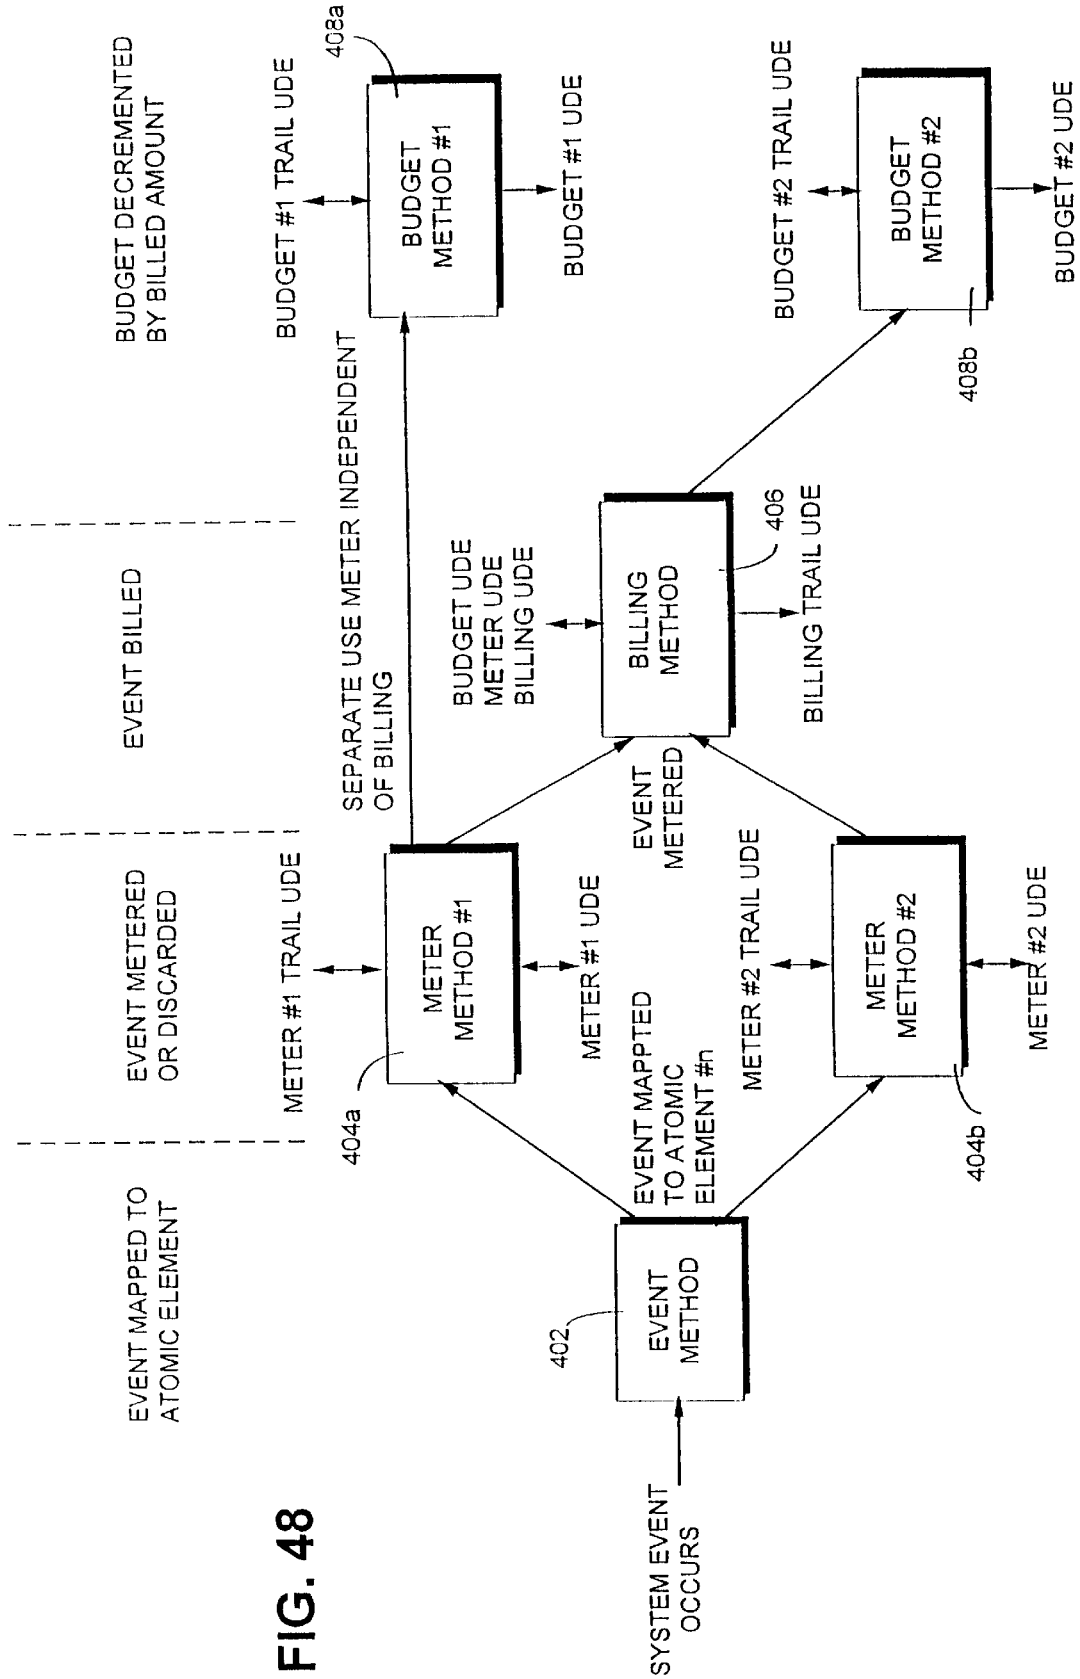 FIG. 48
EVENT MAPPED TO
ATOMIC ELEMENT
EVENT METERED
OR DISCARDED
EVENT BILLED
BUDGET DECREMENTED
BY BILLED AMOUNT
SYSTEM EVENT
OCCURS
402
EVENT
METHOD
EVENT MAPPTED
TO ATOMIC
ELEMENT #n
METER #1 TRAIL UDE
404a
METER
METHOD #1
METER #1 UDE
METER #2 TRAIL UDE
METER
METHOD #2
404b
METER #2 UDE
SEPARATE USE METER INDEPENDENT
OF BILLING
EVENT
METERED
BUDGET UDE
METER UDE
BILLING UDE
BILLING
METHOD
406
BILLING TRAIL UDE
BUDGET #1 TRAIL UDE
408a
BUDGET
METHOD #1
BUDGET #1 UDE
BUDGET #2 TRAIL UDE
BUDGET
METHOD #2
408b
BUDGET #2 UDE